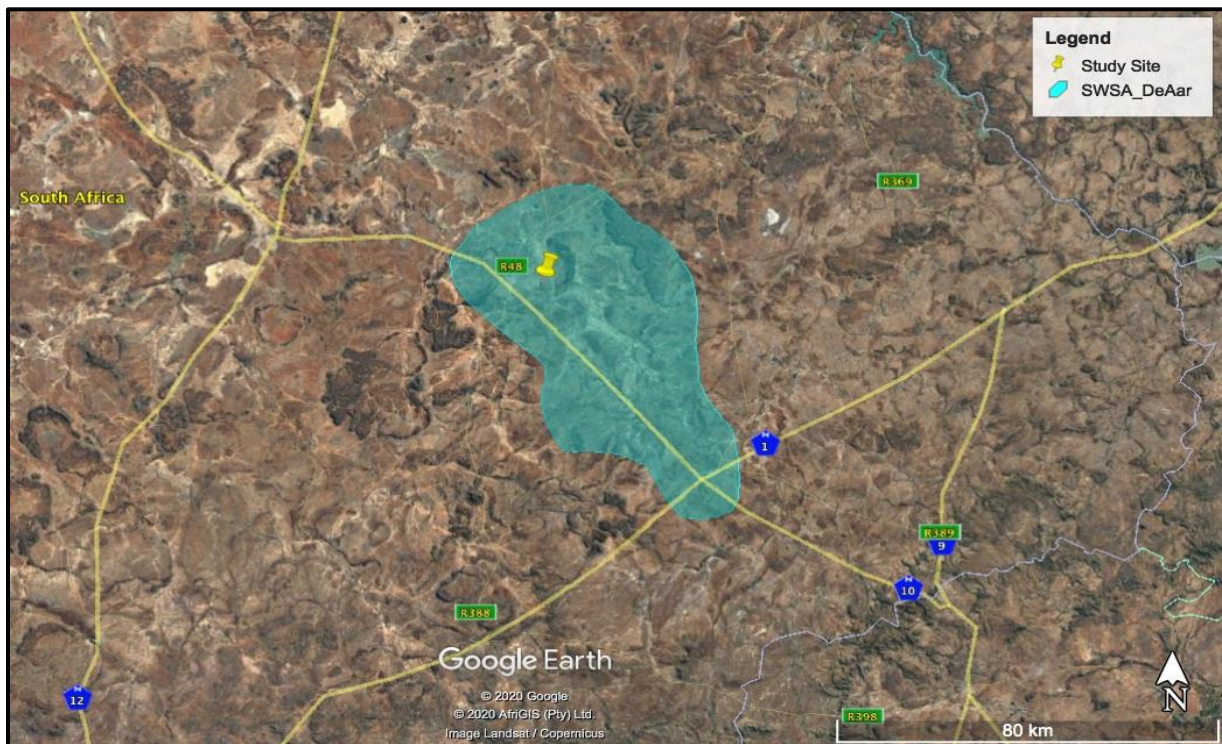 Legend
Study Site
SWSA_DeAar
R369
South Africa
R48
N
1
R389
N
9
N
10
R388
Google Earth
N
12
© 2020 Google
© 2020 AfriGIS (Pty) Ltd.
Image Landsat / Copernicus
R398
N
80 km